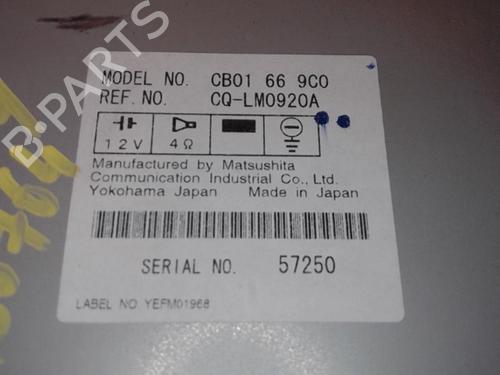 MODEL NO. CB01 66 9C0
REF. NO. CQ-LM0920A
12V 4Ω
Manufactured by Matsushita
Communication Industrial Co., Ltd.
Yokohama Japan Made in Japan
SERIAL NO. 57250
LABEL NO. YEFM01968